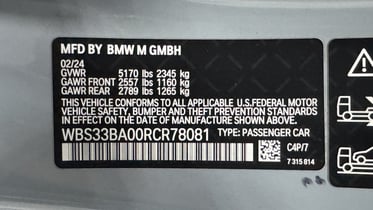 MFD BY BMW M GMBH
02/24
GVWR 5170 lbs 2345 kg
GAWR FRONT 2557 lbs 1160 kg
GAWR REAR 2789 lbs 1265 kg
THIS VEHICLE CONFORMS TO ALL APPLICABLE U.S. FEDERAL MOTOR
VEHICLE SAFETY, BUMPER, AND THEFT PREVENTION STANDARDS
IN EFFECT ON THE DATE OF MANUFACTURE SHOWN ABOVE.
WBS33BA00RCR78081 TYPE: PASSENGER CAR
C4P/7
7 315 814